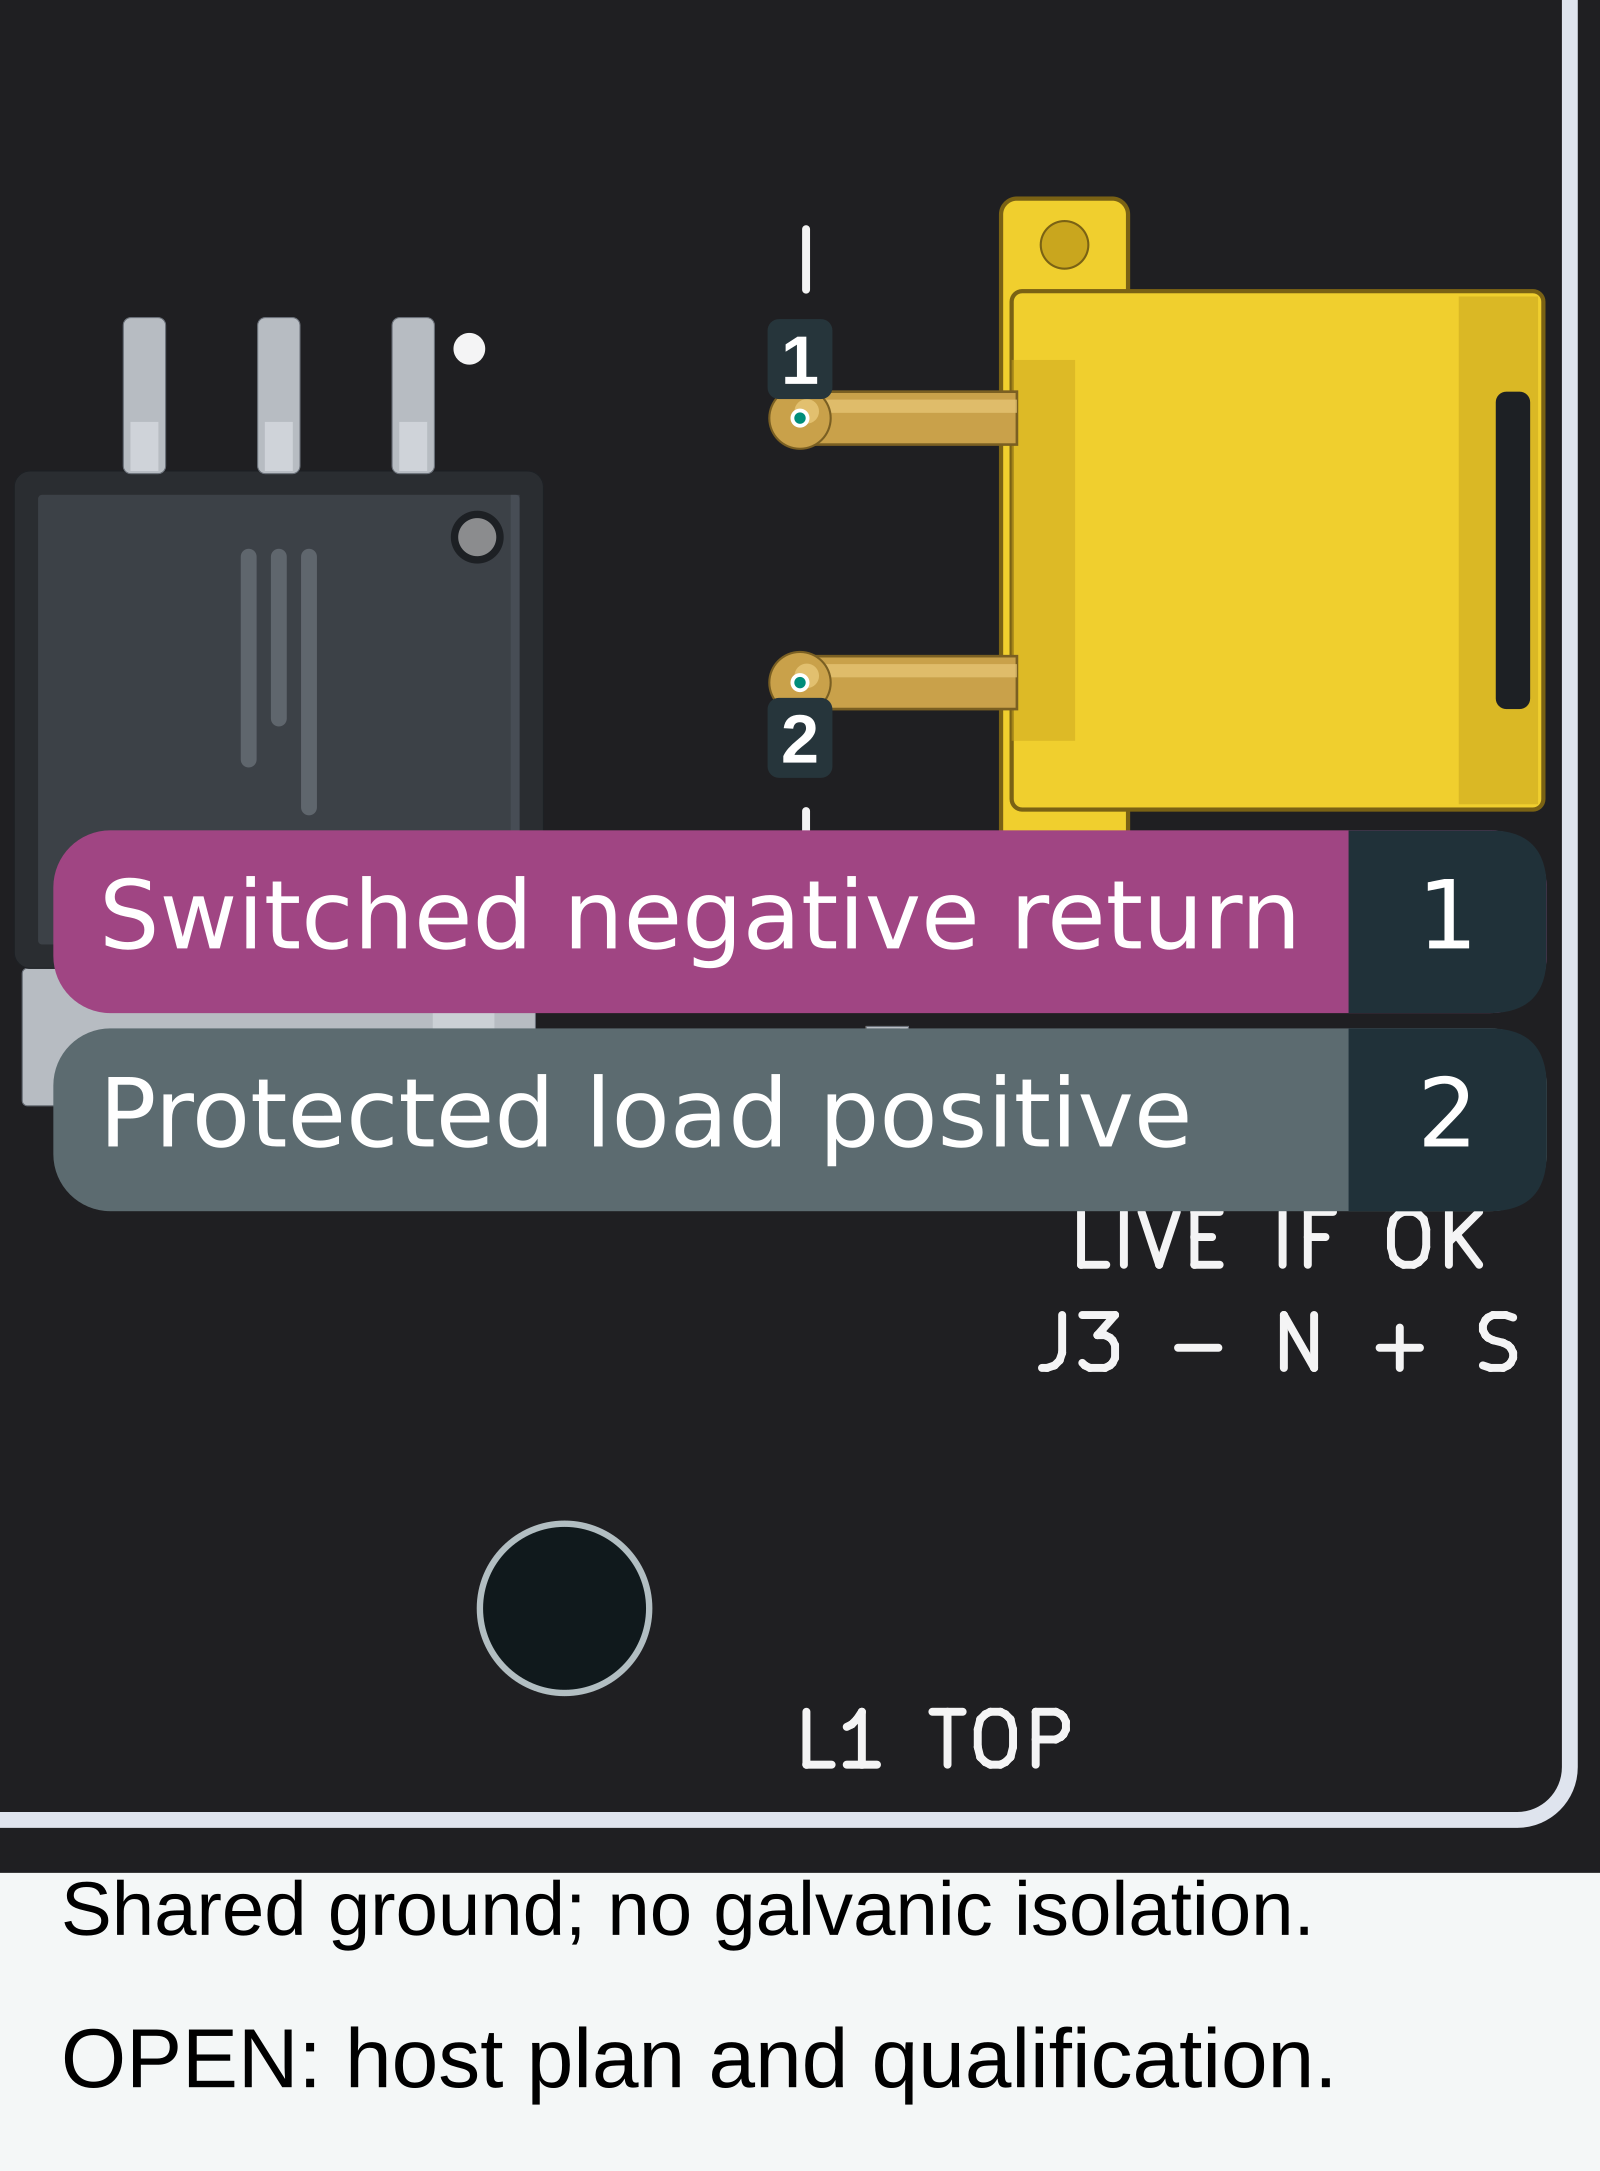 1
2
Switched negative return 1
Protected load positive 2
LIVE IF OK
J3 - N + S
L1 TOP
Shared ground; no galvanic isolation.
OPEN: host plan and qualification.